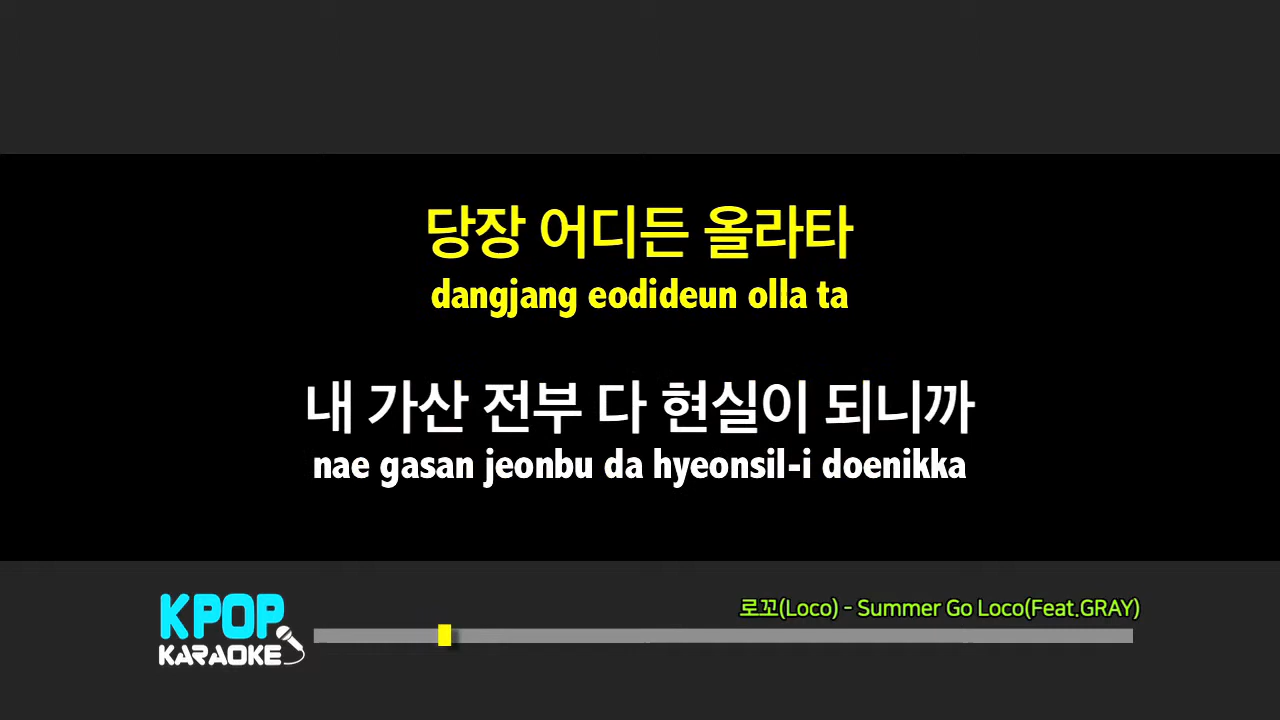 당장 어디든 올라타
dangjang eodideun olla ta
내 가산 전부 다 현실이 되니까
nae gasan jeonbu da hyeonsil-i doenikka
로꼬(Loco) - Summer Go Loco(Feat.GRAY)
KPOP
KARAOKE